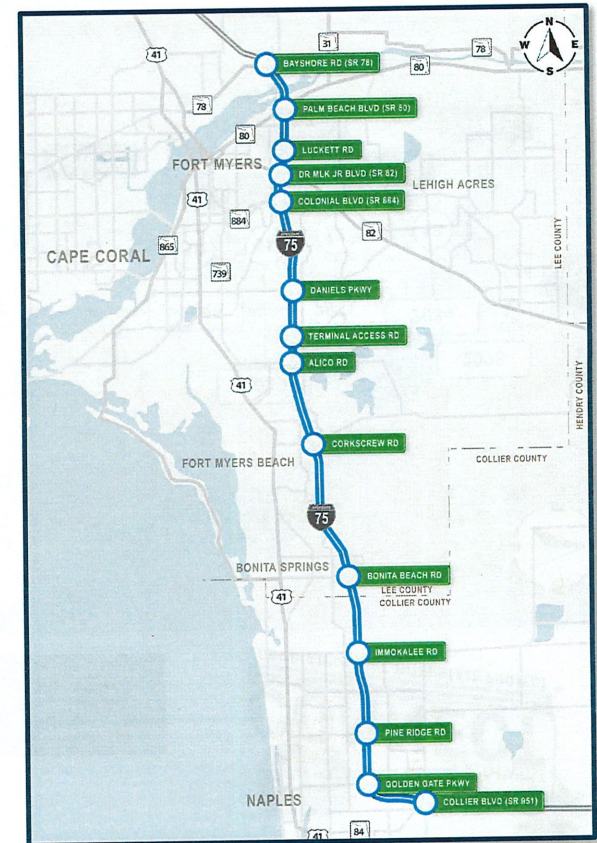 N
W E
S
31
41
78
BAYSHORE RD (SR 78)
80
78
PALM BEACH BLVD (SR 80)
80
LUCKETT RD
FORT MYERS
DR MLK JR BLVD (SR 82)
LEHIGH ACRES
41
COLONIAL BLVD (SR 884)
884
82
LEE COUNTY
865
75
CAPE CORAL
739
DANIELS PKWY
TERMINAL ACCESS RD
ALICO RD
41
HENDRY COUNTY
CORKSCREW RD
COLLIER COUNTY
FORT MYERS BEACH
75
BONITA SPRINGS
BONITA BEACH RD
LEE COUNTY
41
COLLIER COUNTY
IMMOKALEE RD
PINE RIDGE RD
GOLDEN GATE PKWY
NAPLES
COLLIER BLVD (SR 951)
41
84